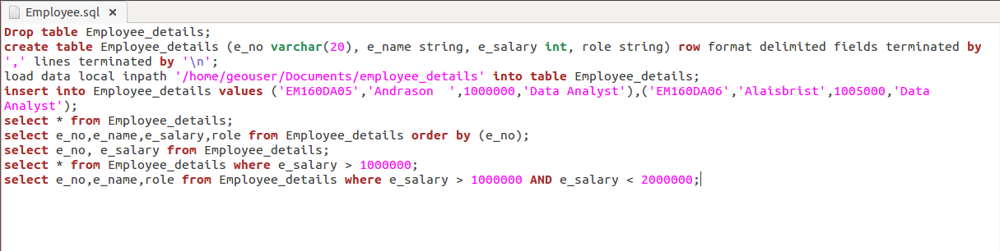 Employee.sql ×
Drop table Employee_details;
create table Employee_details (e_no varchar(20), e_name string, e_salary int, role string) row format delimited fields terminated by
',' lines terminated by '\n';
load data local inpath '/home/geouser/Documents/employee_details' into table Employee_details;
insert into Employee_details values ('EM160DA05','Andrason  ',1000000,'Data Analyst'),('EM160DA06','Alaisbrist',1005000,'Data
Analyst');
select * from Employee_details;
select e_no,e_name,e_salary,role from Employee_details order by (e_no);
select e_no, e_salary from Employee_details;
select * from Employee_details where e_salary > 1000000;
select e_no,e_name,role from Employee_details where e_salary > 1000000 AND e_salary < 2000000;